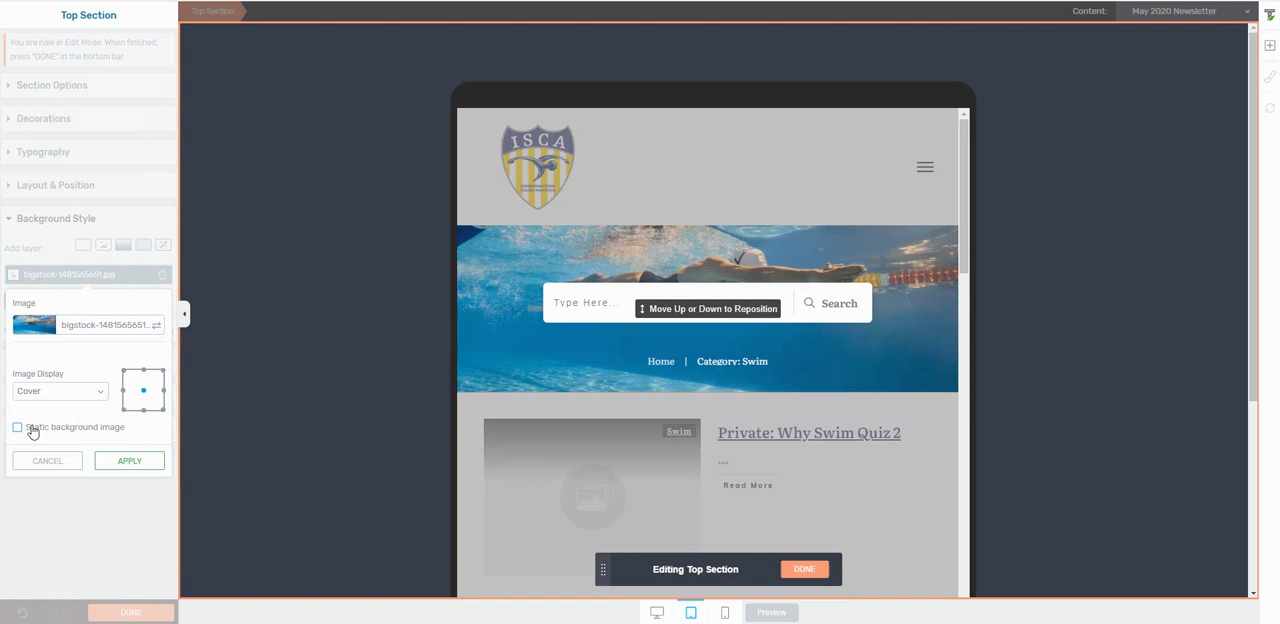 Top Section
Top Section
Content: May 2020 Newsletter
You are now in Edit Mode. When finished,
press "DONE" in the bottom bar
Section Options
Decorations
Typography
Layout & Position
Background Style
Add layer:
bigstock-1481565651.jpg
Image
bigstock-1481565651...
Image Display
Cover
Static background image
CANCEL
APPLY
DONE
ISCA
Type Here...
Move Up or Down to Reposition
Search
Home | Category: Swim
Swim
Private: Why Swim Quiz 2
...
Read More
Editing Top Section
DONE
Preview